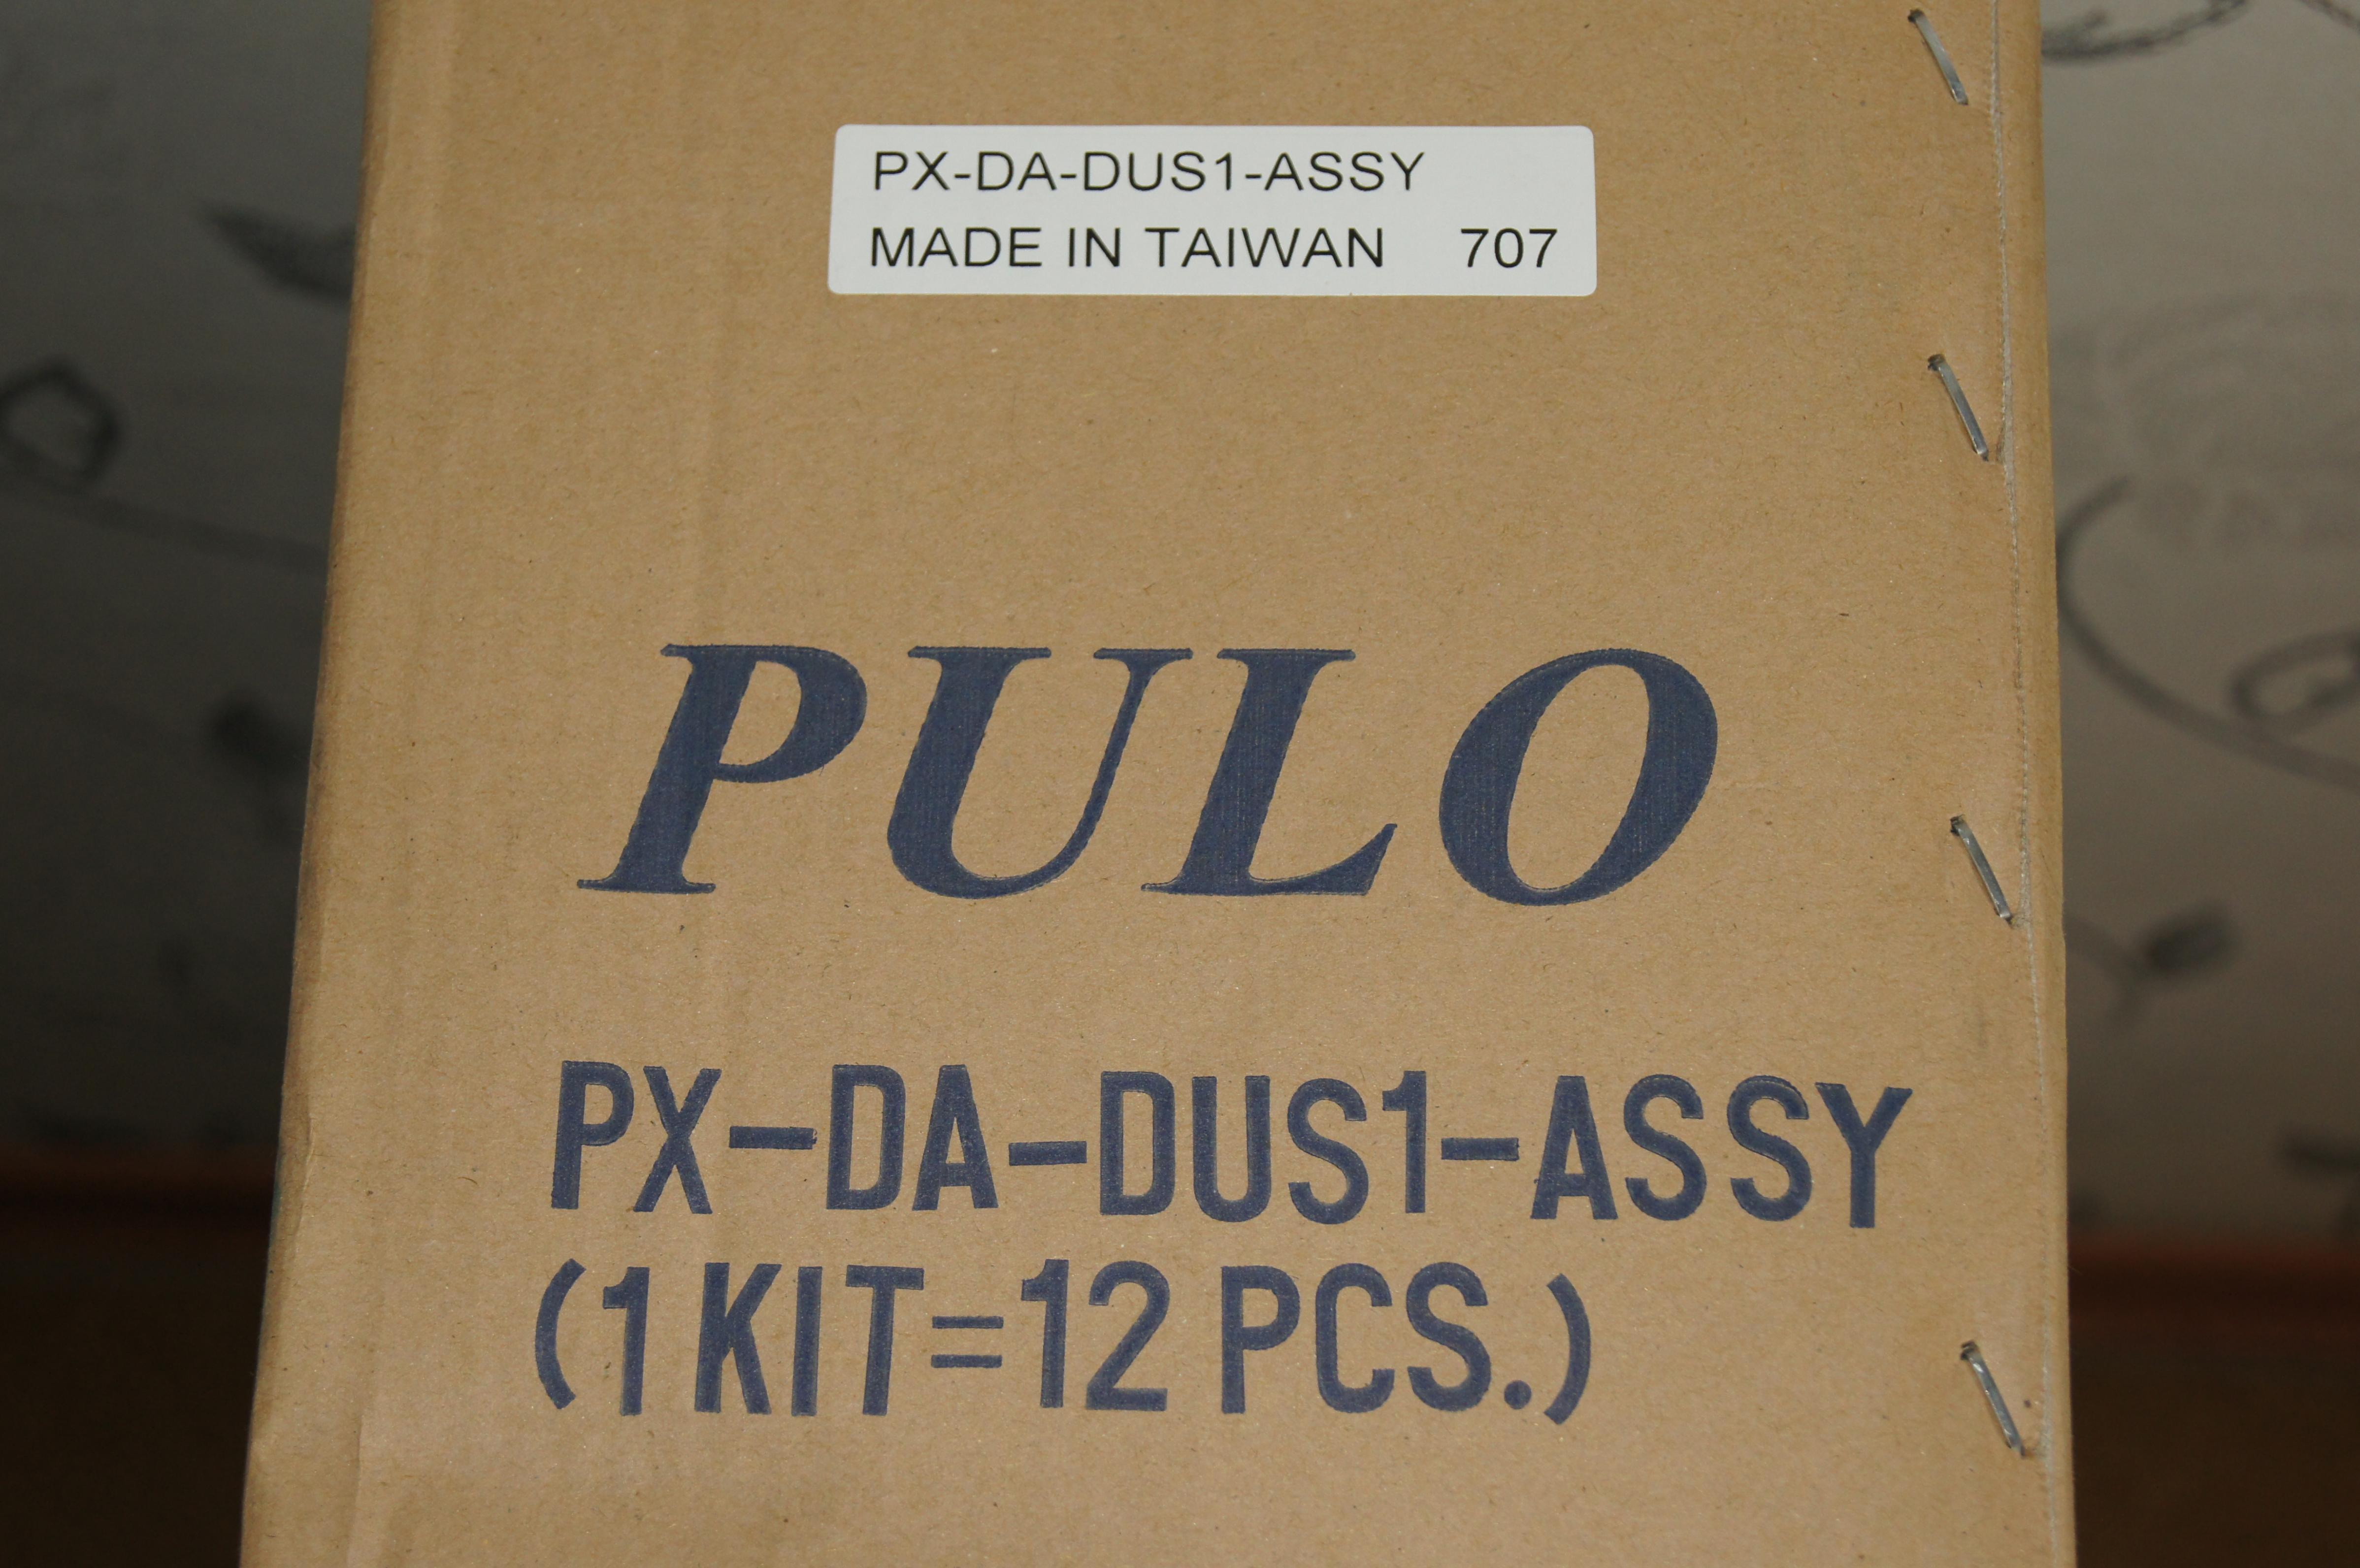 PX-DA-DUS1-ASSY
MADE IN TAIWAN 707
PULO
PX-DA-DUS1-ASSY
(1 KIT=12 PCS.)